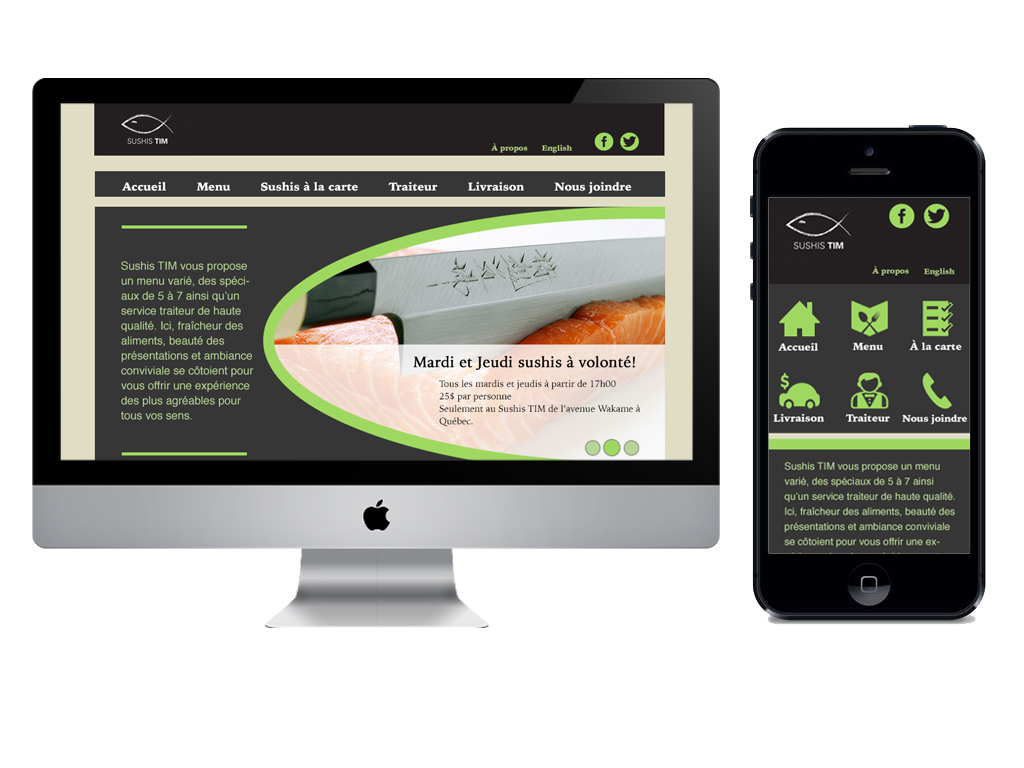 SUSHIS TIM
À propos English
Accueil Menu Sushis à la carte Traiteur Livraison Nous joindre
Sushis TIM vous propose
un menu varié, des spéci-
aux de 5 à 7 ainsi qu'un
service traiteur de haute
qualité. Ici, fraîcheur des
aliments, beauté des
présentations et ambiance
conviviale se côtoient pour
vous offrir une expérience
des plus agréables pour
tous vos sens.
Mardi et Jeudi sushis à volonté!
Tous les mardis et jeudis à partir de 17h00
25$ par personne
Seulement au Sushis TIM de l'avenue Wakame à
Québec.
SUSHIS TIM
À propos English
Accueil Menu À la carte
Livraison Traiteur Nous joindre
Sushis TIM vous propose un menu
varié, des spéciaux de 5 à 7 ainsi
qu'un service traiteur de haute qualité.
Ici, fraîcheur des aliments, beauté des
présentations et ambiance conviviale
se côtoient pour vous offrir une ex-